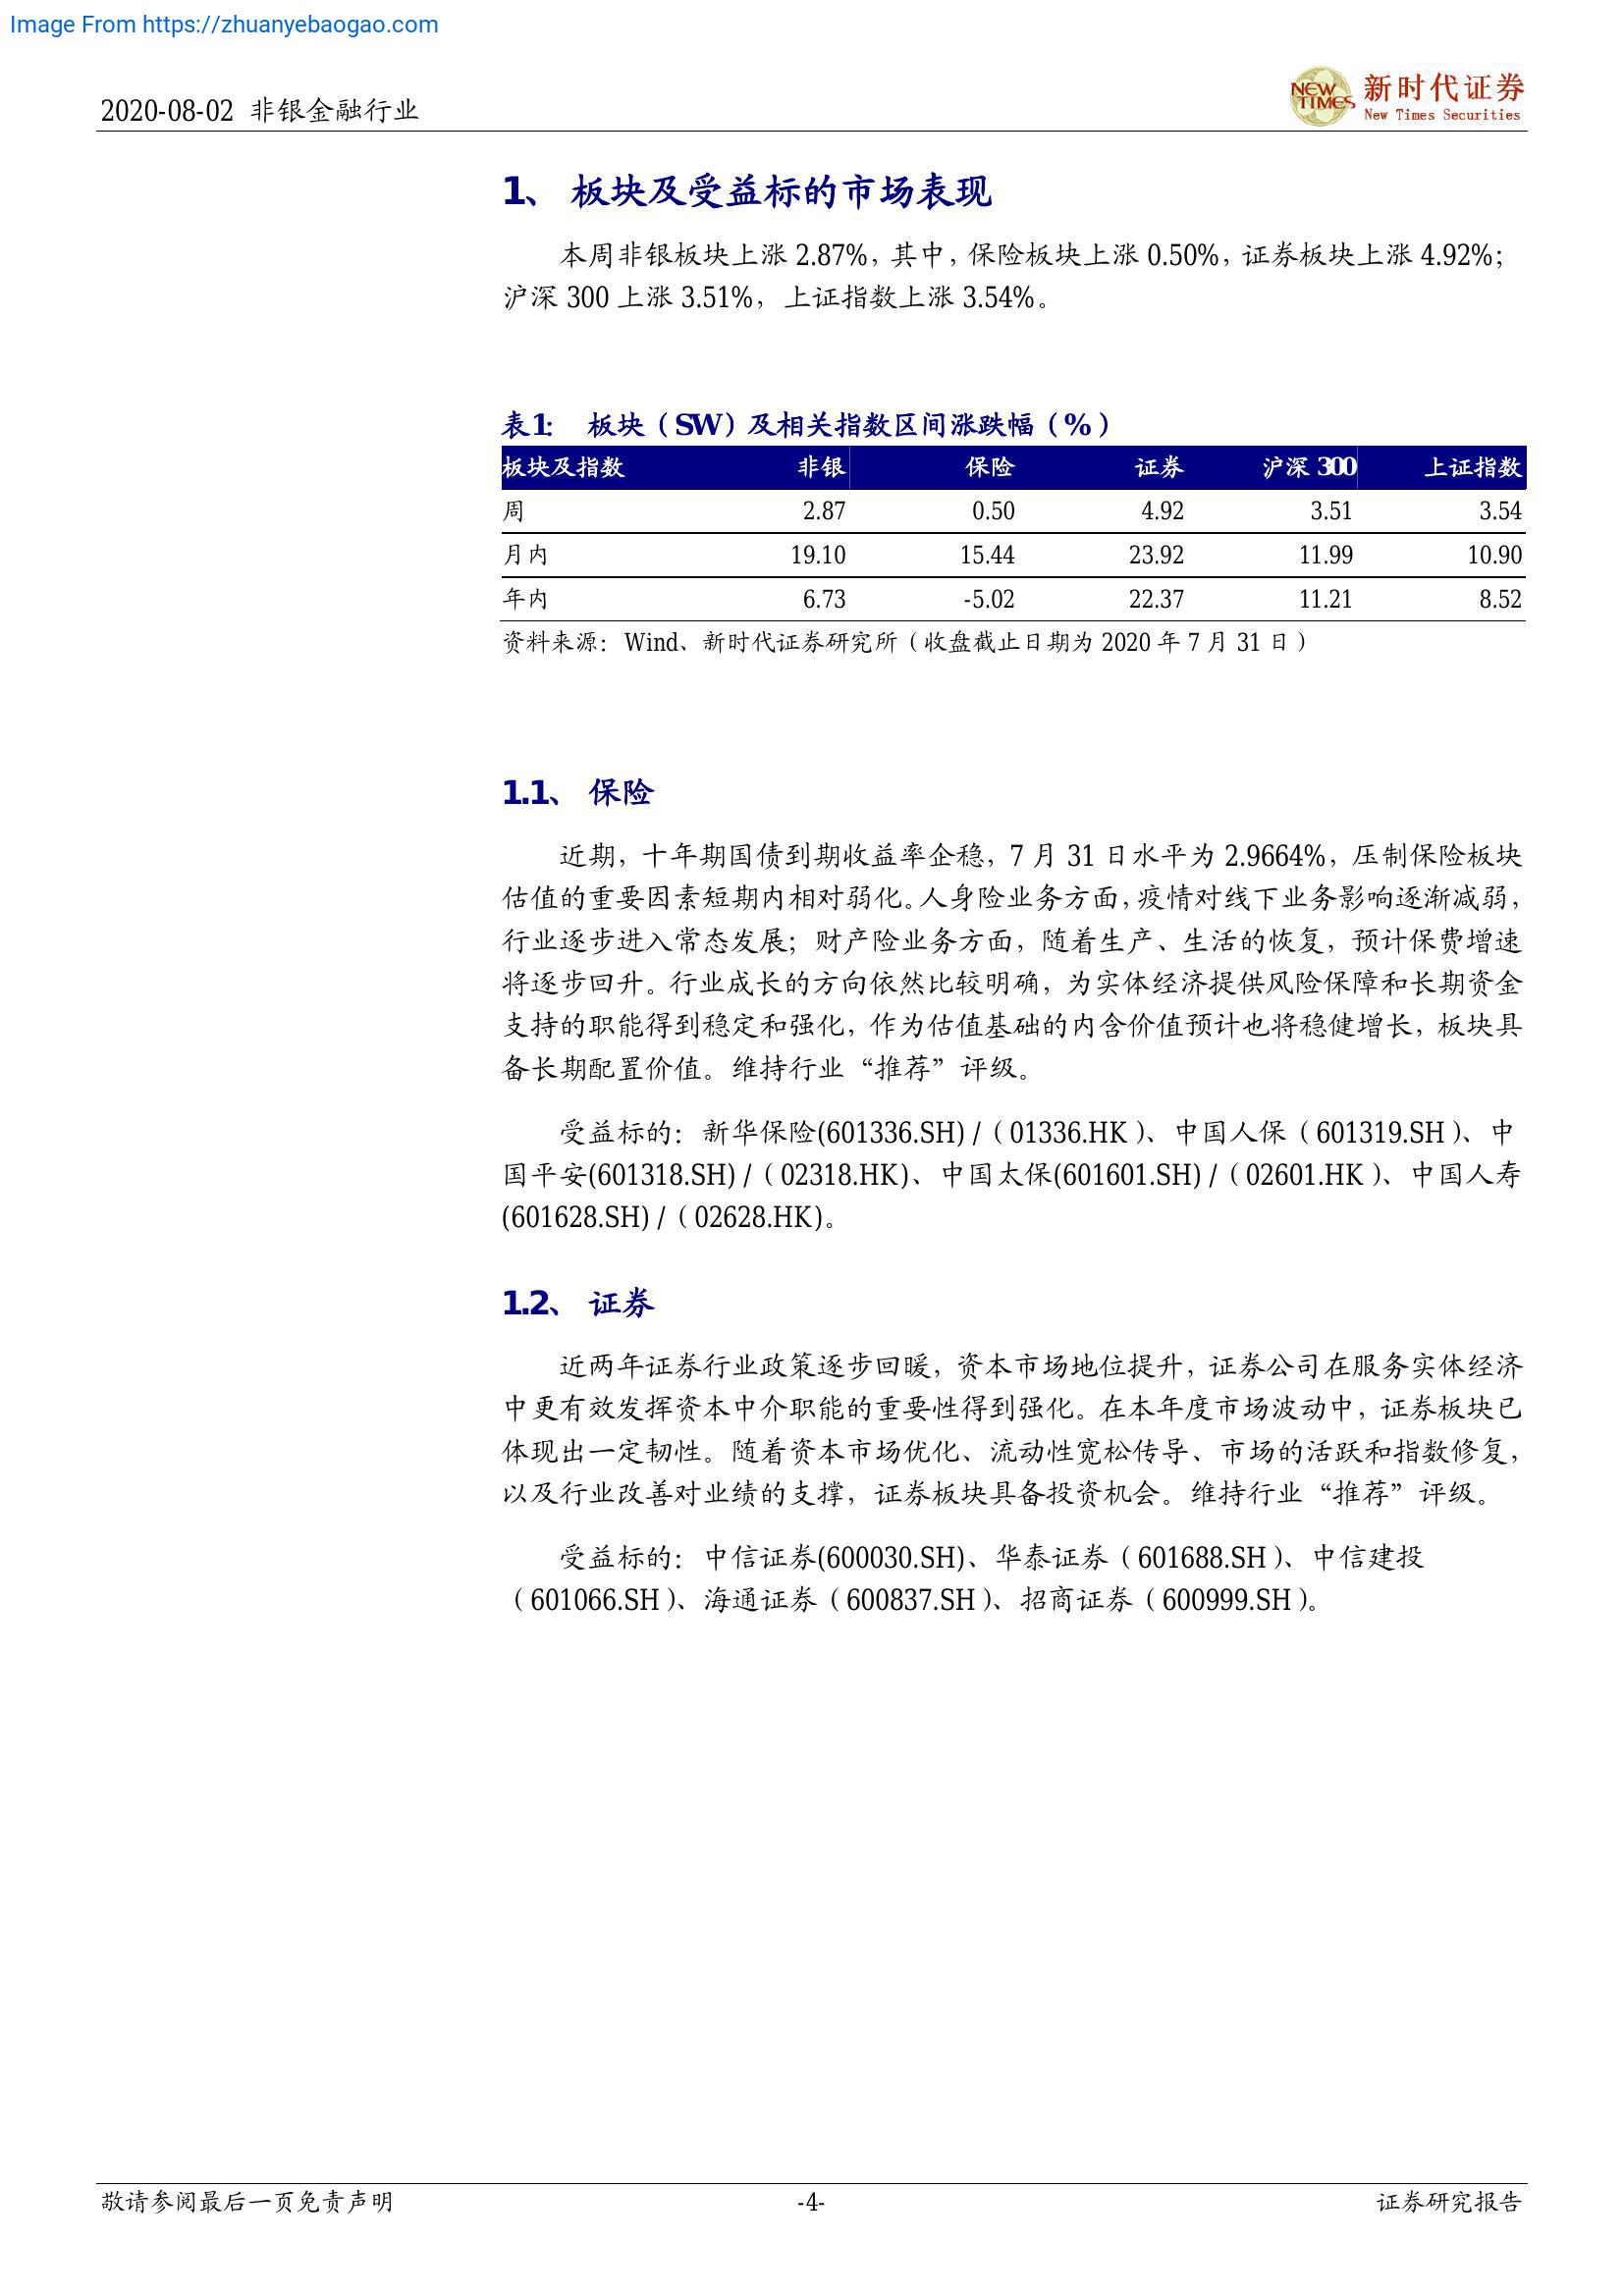 Image From https://zhuanyebaogao.com
2020-08-02 非银金融行业
NEW TIMES 新时代证券
New Times Securities
1、 板块及受益标的市场表现
本周非银板块上涨 2.87%，其中，保险板块上涨 0.50%，证券板块上涨 4.92%；
沪深 300 上涨 3.51%，上证指数上涨 3.54%。
表1： 板块（SW）及相关指数区间涨跌幅（%）
板块及指数 非银 保险 证券 沪深 300 上证指数
周 2.87 0.50 4.92 3.51 3.54
月内 19.10 15.44 23.92 11.99 10.90
年内 6.73 -5.02 22.37 11.21 8.52
资料来源：Wind、新时代证券研究所（收盘截止日期为 2020 年 7 月 31 日）
1.1、 保险
近期，十年期国债到期收益率企稳，7 月 31 日水平为 2.9664%，压制保险板块
估值的重要因素短期内相对弱化。人身险业务方面，疫情对线下业务影响逐渐减弱，
行业逐步进入常态发展；财产险业务方面，随着生产、生活的恢复，预计保费增速
将逐步回升。行业成长的方向依然比较明确，为实体经济提供风险保障和长期资金
支持的职能得到稳定和强化，作为估值基础的内含价值预计也将稳健增长，板块具
备长期配置价值。维持行业“推荐”评级。
受益标的：新华保险(601336.SH) /（01336.HK）、中国人保（601319.SH）、中
国平安(601318.SH) /（02318.HK)、中国太保(601601.SH) /（02601.HK）、中国人寿
(601628.SH) /（02628.HK)。
1.2、 证券
近两年证券行业政策逐步回暖，资本市场地位提升，证券公司在服务实体经济
中更有效发挥资本中介职能的重要性得到强化。在本年度市场波动中，证券板块已
体现出一定韧性。随着资本市场优化、流动性宽松传导、市场的活跃和指数修复，
以及行业改善对业绩的支撑，证券板块具备投资机会。维持行业“推荐”评级。
受益标的：中信证券(600030.SH)、华泰证券（601688.SH）、中信建投
（601066.SH）、海通证券（600837.SH）、招商证券（600999.SH）。
敬请参阅最后一页免责声明 -4- 证券研究报告